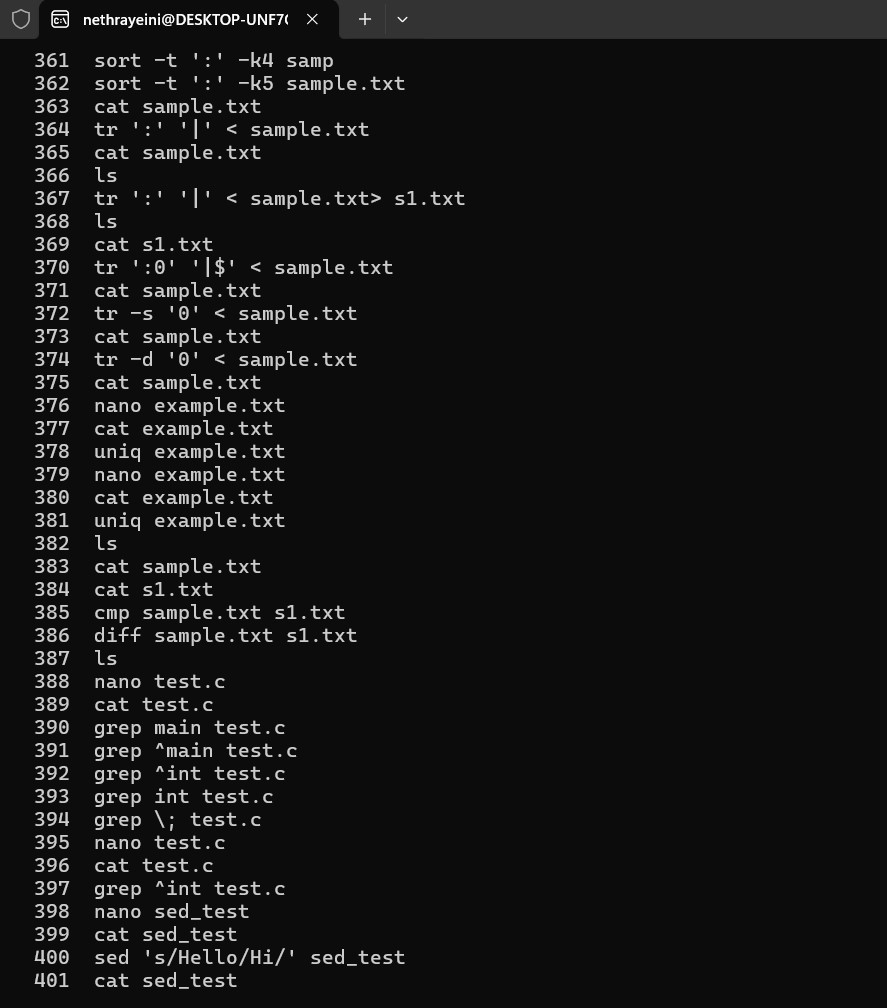 nethrayeini@DESKTOP-UNF7
361 sort -t ':' -k4 samp
362 sort -t ':' -k5 sample.txt
363 cat sample.txt
364 tr ':' '|' < sample.txt
365 cat sample.txt
366 ls
367 tr ':' '|' < sample.txt> s1.txt
368 ls
369 cat s1.txt
370 tr ':0' '|$' < sample.txt
371 cat sample.txt
372 tr -s '0' < sample.txt
373 cat sample.txt
374 tr -d '0' < sample.txt
375 cat sample.txt
376 nano example.txt
377 cat example.txt
378 uniq example.txt
379 nano example.txt
380 cat example.txt
381 uniq example.txt
382 ls
383 cat sample.txt
384 cat s1.txt
385 cmp sample.txt s1.txt
386 diff sample.txt s1.txt
387 ls
388 nano test.c
389 cat test.c
390 grep main test.c
391 grep ^main test.c
392 grep ^int test.c
393 grep int test.c
394 grep \; test.c
395 nano test.c
396 cat test.c
397 grep ^int test.c
398 nano sed_test
399 cat sed_test
400 sed 's/Hello/Hi/' sed_test
401 cat sed_test